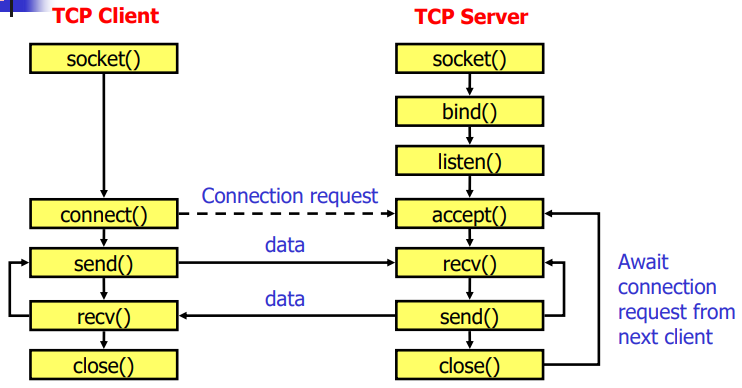 TCP Client
TCP Server
socket()
socket()
bind()
listen()
Connection request
connect()
accept()
data
send()
recv()
Await
connection
request from
next client
data
recv()
send()
close()
close()